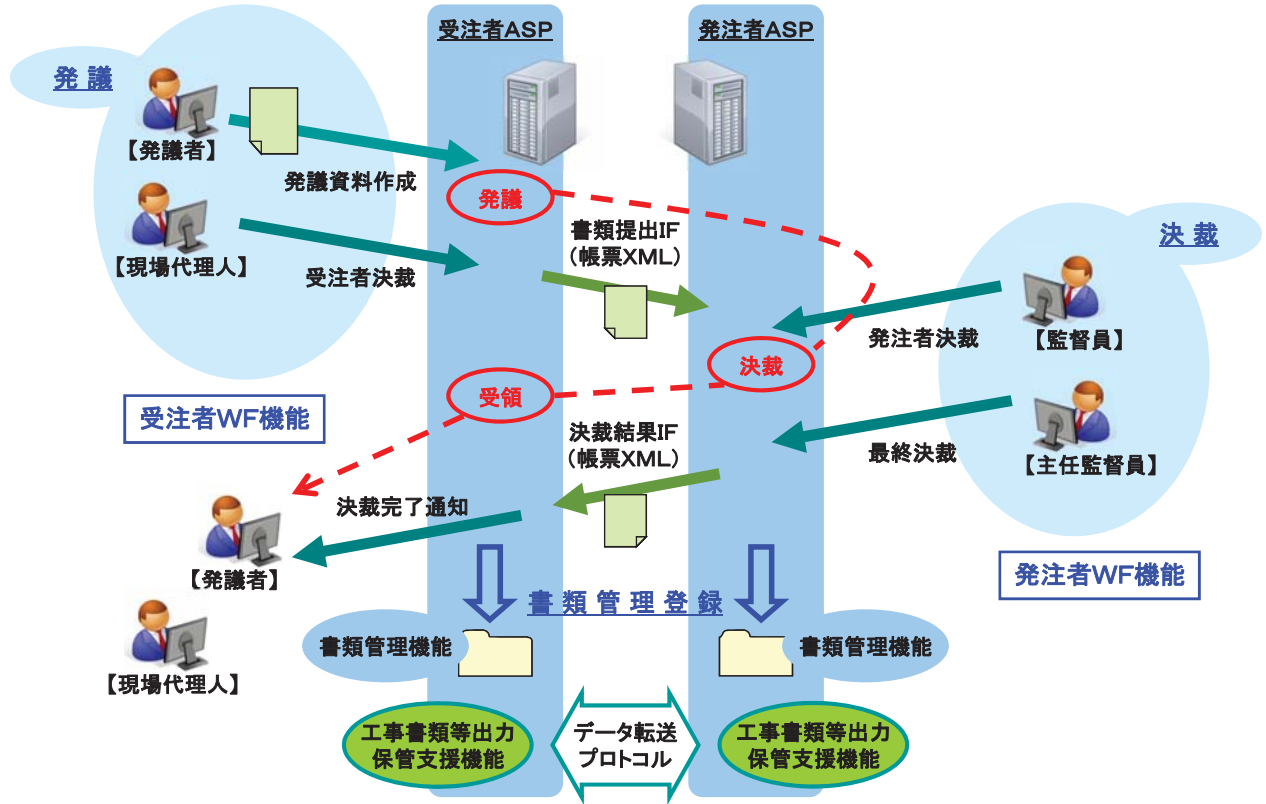 受注者ASP
発注者ASP
発 議
【発議者】
発議資料作成
発議
【現場代理人】
受注者決裁
書類提出IF
(帳票XML)
決 裁
発注者決裁
【監督員】
決裁
受領
受注者WF機能
決裁結果IF
(帳票XML)
最終決裁
【主任監督員】
決裁完了通知
【発議者】
発注者WF機能
書 類 管 理 登 録
書類管理機能
書類管理機能
【現場代理人】
工事書類等出力
保管支援機能
データ転送
プロトコル
工事書類等出力
保管支援機能